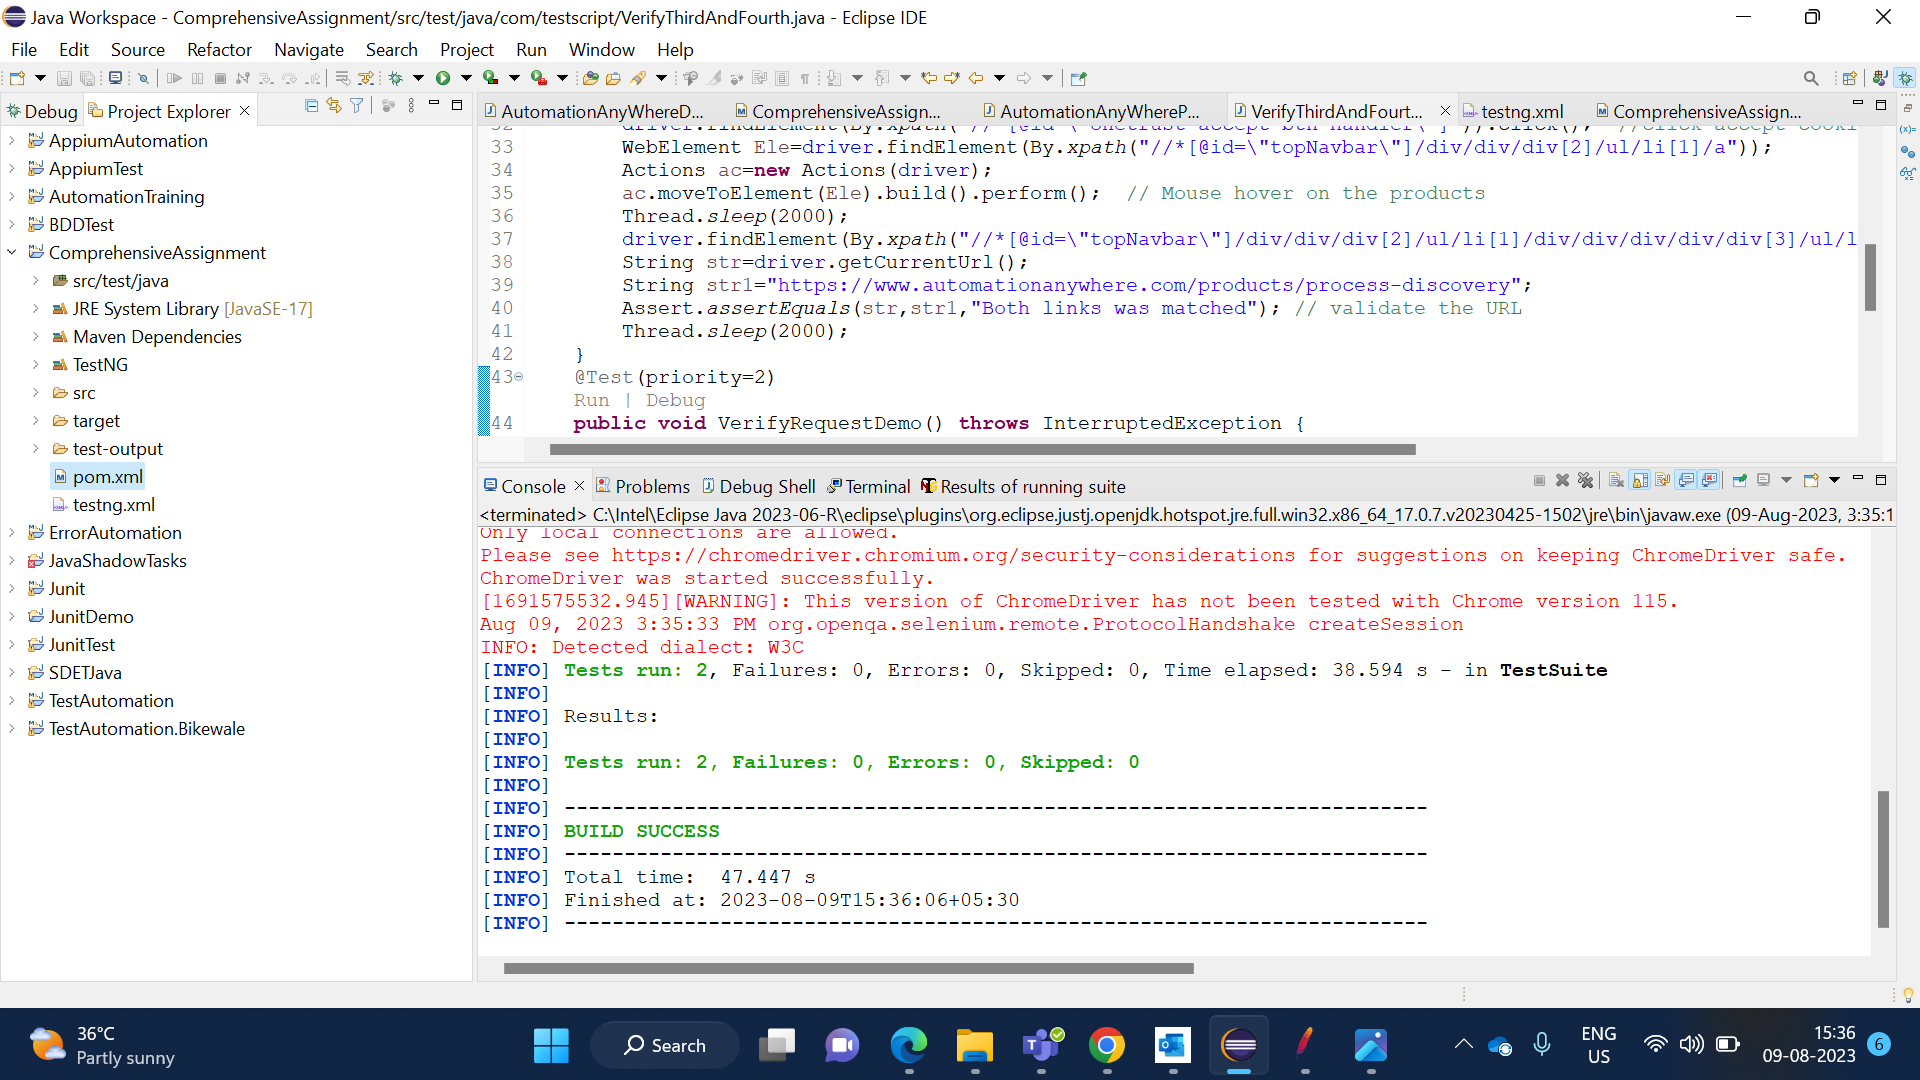 Java Workspace - ComprehensiveAssignment/src/test/java/com/testscript/VerifyThirdAndFourth.java - Eclipse IDE
File Edit Source Refactor Navigate Search Project Run Window Help
Debug Project Explorer
AppiumAutomation
AppiumTest
AutomationTraining
BDDTest
ComprehensiveAssignment
src/test/java
JRE System Library [JavaSE-17]
Maven Dependencies
TestNG
src
target
test-output
pom.xml
testng.xml
ErrorAutomation
JavaShadowTasks
Junit
JunitDemo
JunitTest
SDETJava
TestAutomation
TestAutomation.Bikewale
AutomationAnyWhereD... ComprehensiveAssign... AutomationAnyWhereP... VerifyThirdAndFourt... testng.xml ComprehensiveAssign...
33 WebElement Ele=driver.findElement(By.xpath("//*[@id=\"topNavbar\"]/div/div/div[2]/ul/li[1]/a"));
34 Actions ac=new Actions(driver);
35 ac.moveToElement(Ele).build().perform(); // Mouse hover on the products
36 Thread.sleep(2000);
37 driver.findElement(By.xpath("//*[@id=\"topNavbar\"]/div/div/div[2]/ul/li[1]/div/div/div/div/div[3]/ul/l
38 String str=driver.getCurrentUrl();
39 String str1="https://www.automationanywhere.com/products/process-discovery";
40 Assert.assertEquals(str,str1,"Both links was matched"); // validate the URL
41 Thread.sleep(2000);
42 }
43 @Test(priority=2)
Run | Debug
44 public void VerifyRequestDemo() throws InterruptedException {
Console Problems Debug Shell Terminal Results of running suite
<terminated> C:\Intel\Eclipse Java 2023-06-R\eclipse\plugins\org.eclipse.justj.openjdk.hotspot.jre.full.win32.x86_64_17.0.7.v20230425-1502\jre\bin\javaw.exe (09-Aug-2023, 3:35:1
Only local connections are allowed.
Please see https://chromedriver.chromium.org/security-considerations for suggestions on keeping ChromeDriver safe.
ChromeDriver was started successfully.
[1691575532.945][WARNING]: This version of ChromeDriver has not been tested with Chrome version 115.
Aug 09, 2023 3:35:33 PM org.openqa.selenium.remote.ProtocolHandshake createSession
INFO: Detected dialect: W3C
[INFO] Tests run: 2, Failures: 0, Errors: 0, Skipped: 0, Time elapsed: 38.594 s - in TestSuite
[INFO]
[INFO] Results:
[INFO]
[INFO] Tests run: 2, Failures: 0, Errors: 0, Skipped: 0
[INFO]
[INFO] ------------------------------------------------------------------------
[INFO] BUILD SUCCESS
[INFO] ------------------------------------------------------------------------
[INFO] Total time:  47.447 s
[INFO] Finished at: 2023-08-09T15:36:06+05:30
[INFO] ------------------------------------------------------------------------
36°C
Partly sunny
Search
ENG
US
15:36
09-08-2023
6